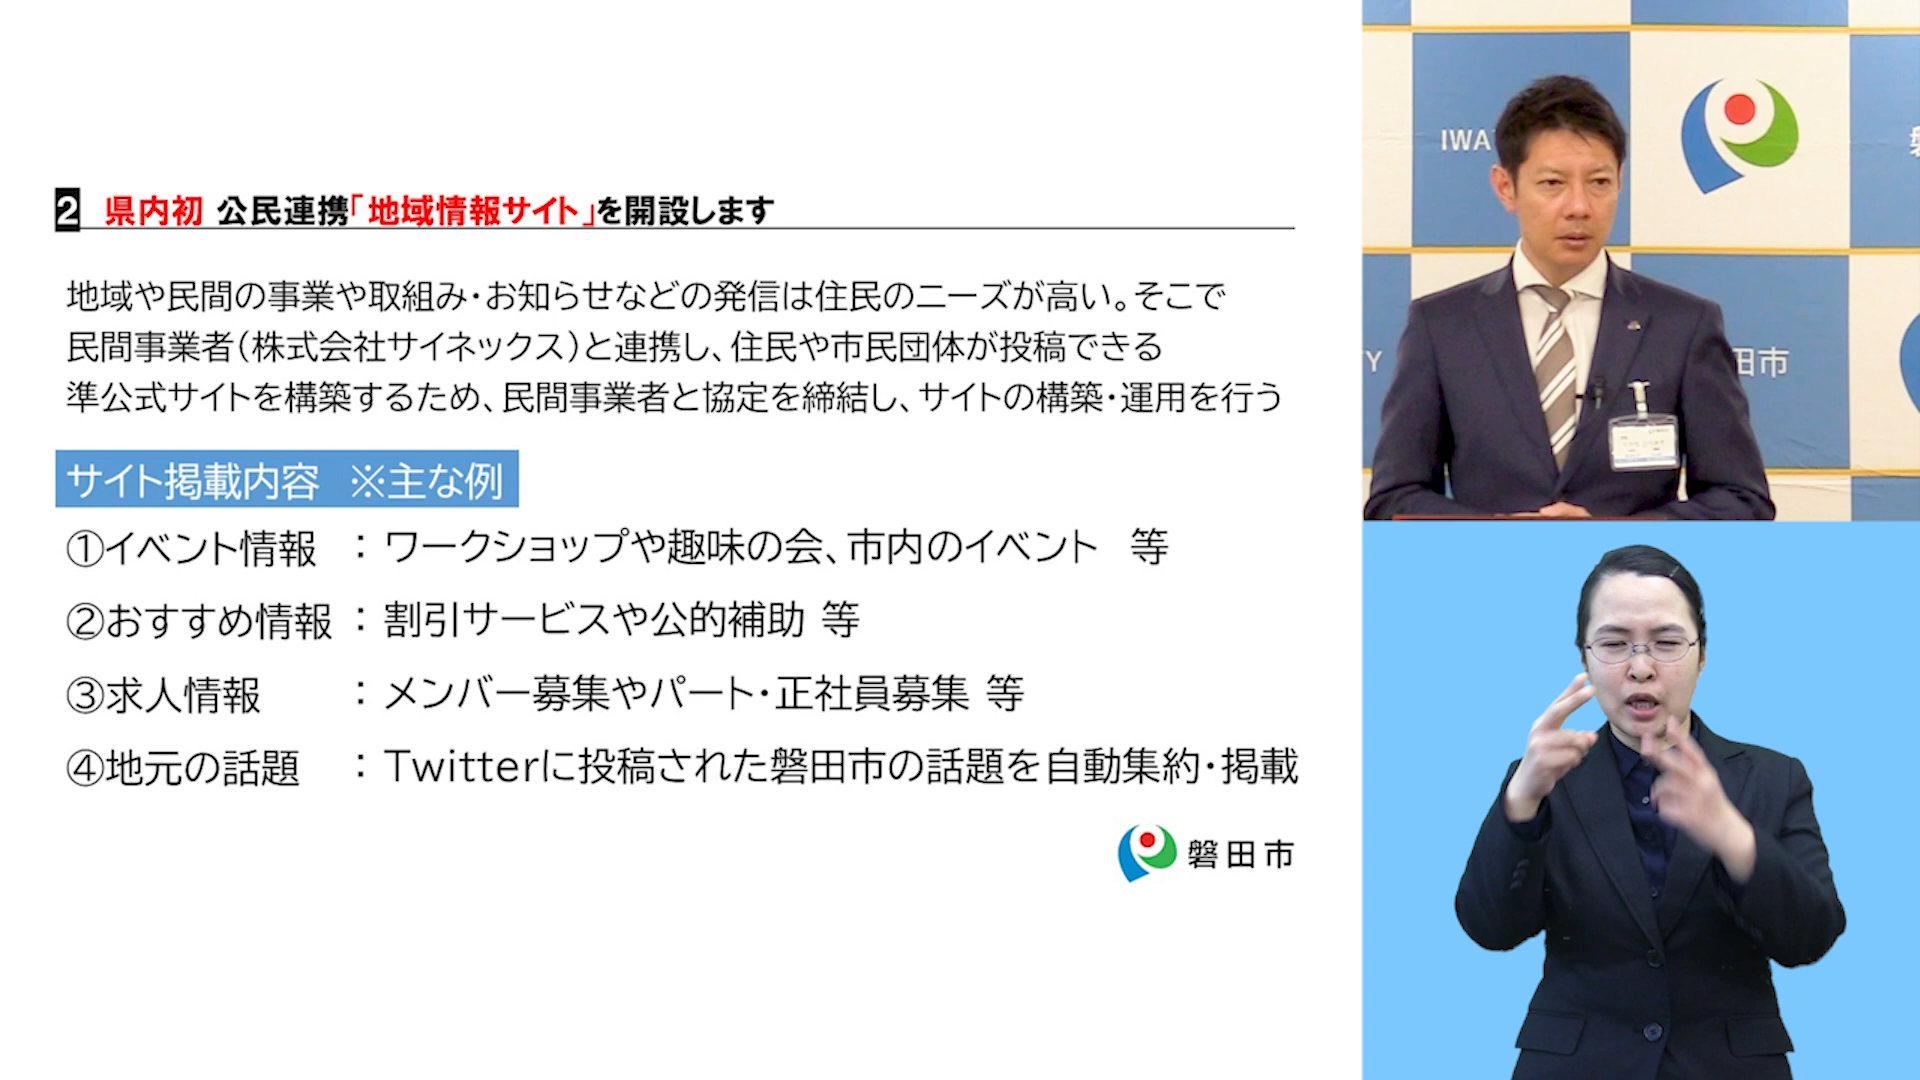 2 県内初 公民連携「地域情報サイト」を開設します
地域や民間の事業や取組み・お知らせなどの発信は住民のニーズが高い。そこで
民間事業者（株式会社サイネックス）と連携し、住民や市民団体が投稿できる
準公式サイトを構築するため、民間事業者と協定を締結し、サイトの構築・運用を行う
サイト掲載内容 ※主な例
①イベント情報 ： ワークショップや趣味の会、市内のイベント 等
②おすすめ情報 ： 割引サービスや公的補助 等
③求人情報 ： メンバー募集やパート・正社員募集 等
④地元の話題 ： Twitterに投稿された磐田市の話題を自動集約・掲載
磐田市
IWA
Y
田市